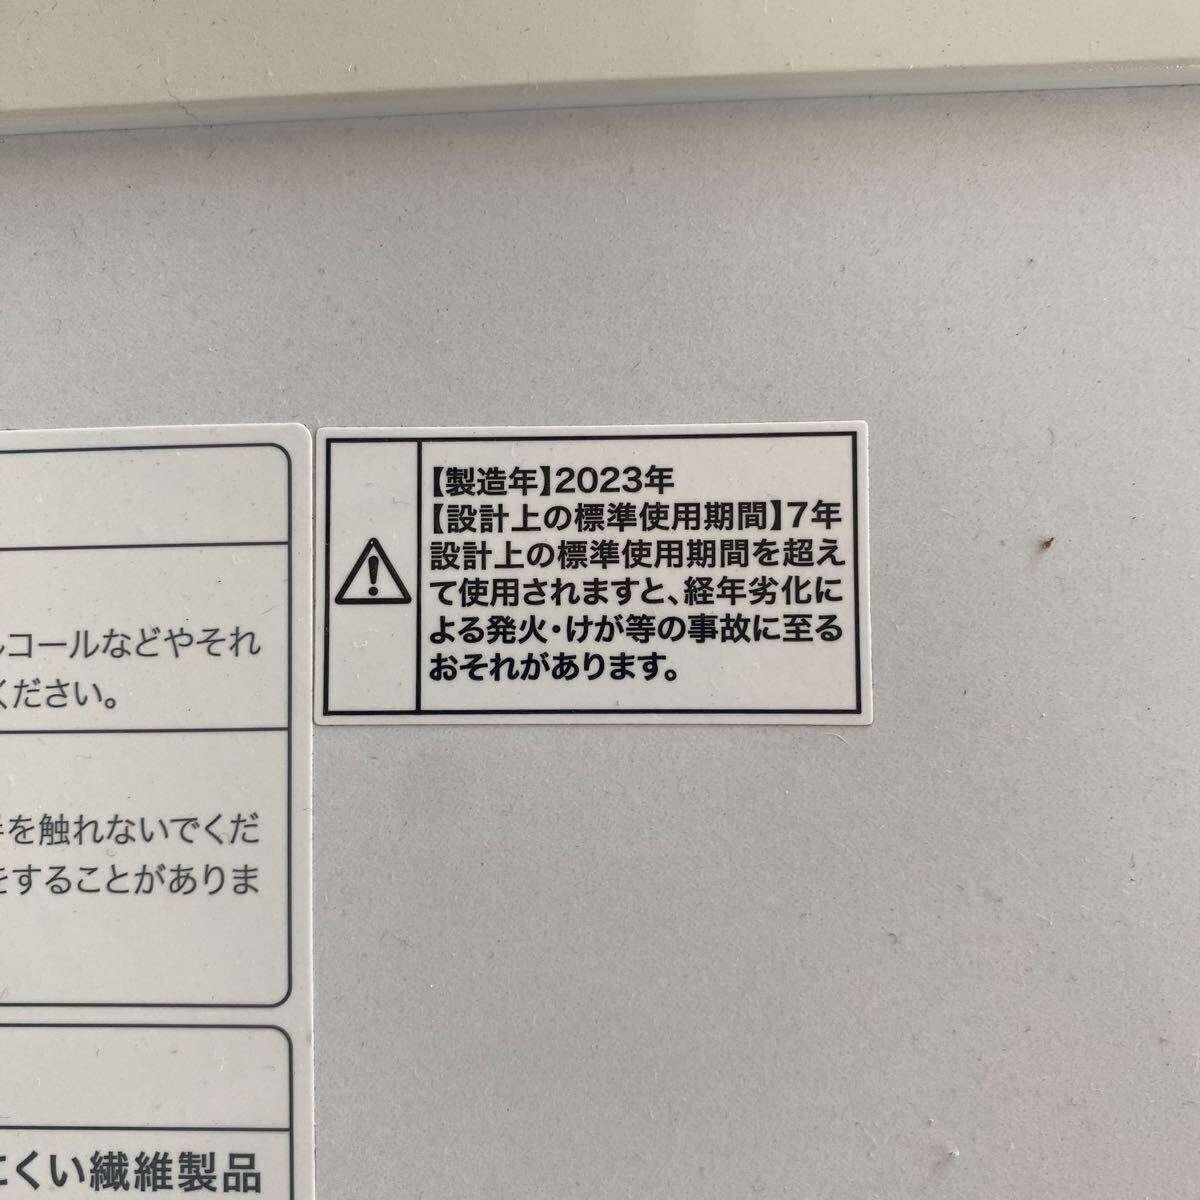 【製造年】2023年
【設計上の標準使用期間】7年
設計上の標準使用期間を超え
て使用されますと、経年劣化に
よる発火・けが等の事故に至る
おそれがあります。
ルコールなどやそれ
ください。
手を触れないでくだ
をすることがありま
にくい繊維製品